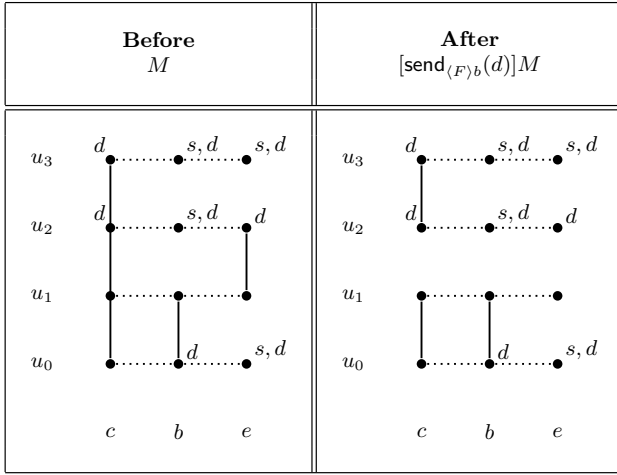 Before After
M [send⟨F⟩b(d)]M
d s, d s, d d s, d s, d
u3 u3
d s, d d d s, d d
u2 u2
u1 u1
d s, d d s, d
u0 u0
c b e c b e